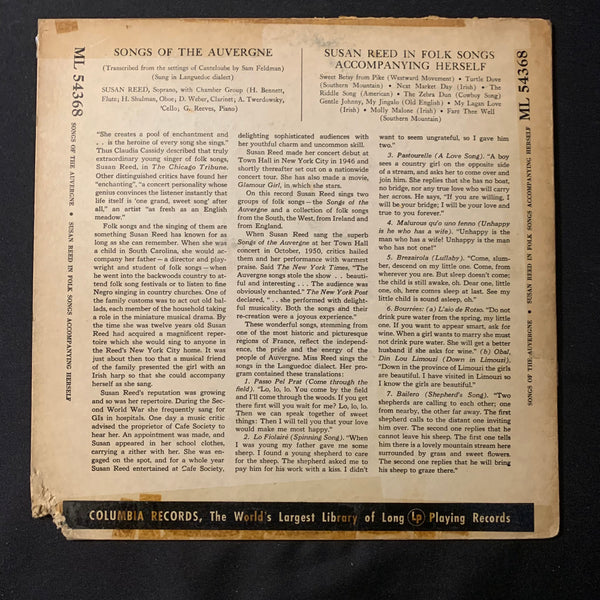 ML 54368
SONGS OF THE AUVERGNE
(Transcribed from the settings of Canteloube by Sam Feldman)
(Sung in Languedoc dialect)
SUSAN REED, Soprano, with Chamber Group (H. Bennett,
Flute; H. Shulman, Oboe; D. Weber, Clarinet; A. Twerdowsky,
'Cello, G. Reeves, Piano)
SUSAN REED IN FOLK SONGS
ACCOMPANYING HERSELF
Sweet Betsy from Pike (Westward Movement) • Turtle Dove
(Southern Mountain) • Next Market Day (Irish) • The
Riddle Song (American) • The Zebra Dun (Cowboy Song)
Gentle Johnny, My Jingalo (Old English) • My Lagan Love
(Irish) • Molly Malone (Irish) • Fare Thee Well
(Southern Mountain)
ML 54368
SONGS OF THE AUVERGNE • SUSAN REED IN FOLK SONGS ACCOMPANYING HERSELF
"She creates a pool of enchantment and
. . . is the heroine of every song she sings."
Thus Claudia Cassidy described that truly
extraordinary young singer of folk songs,
Susan Reed, in The Chicago Tribune.
Other distinguished critics have found her
"enchanting", "a concert personality whose
genius convinces the listener instantly that
life itself is 'one grand, sweet song' after
all," an artist "as fresh as an English
meadow."
Folk songs and the singing of them are
something Susan Reed has known for as
long as she can remember. When she was
a child in South Carolina, she would ac-
company her father — a director and play-
wright and student of folk songs — when
he went into the backwoods country to at-
tend folk song festivals or to listen to fine
Negro singing in country churches. One of
the family customs was to act out old bal-
lads, each member of the household taking
a role in the miniature musical drama. By
the time she was twelve years old Susan
Reed had acquired a magnificent reper-
toire which she would sing to anyone in
the Reed's New York City home. It was
just about then too that a musical friend
of the family presented the girl with an
Irish harp so that she could accompany
herself as she sang.
Susan Reed's reputation was growing
and so was her repertoire. During the Sec-
ond World War she frequently sang for
GIs in hospitals. One day a music critic
advised the proprietor of Cafe Society to
hear her. An appointment was made, and
Susan appeared in her school clothes,
carrying a zither with her. She was en-
gaged on the spot, and for a whole year
Susan Reed entertained at Cafe Society,
delighting sophisticated audiences with
her youthful charm and uncommon skill.
Susan Reed made her concert debut at
Town Hall in New York City in 1946 and
shortly thereafter set out on a nationwide
concert tour. She has also made a movie,
Glamour Girl, in which she stars.
On this record Susan Reed sings two
groups of folk songs—the Songs of the
Auvergne and a collection of folk songs
from the South, the West, from Ireland and
from England.
When Susan Reed sang the superb
Songs of the Auvergne at her Town Hall
concert in October, 1950, critics hailed
them and her performance with warmest
praise. Said The New York Times, "The
Auvergne songs stole the show . . . beauti-
ful and interesting . . . The audience was
obviously enchanted." The New York Post
declared, ". . . she performed with delight-
ful musicality. Both the songs and their
re-creation were a joyous experience."
These wonderful songs, stemming from
one of the most historic and picturesque
regions of France, reflect the independ-
ence, the pride and the energy of the
people of Auvergne. Miss Reed sings the
songs in the Languedoc dialect. Her pro-
gram contained these translations:
1. Passo Pel Prat (Come through the
field). "Lo, lo, lo. You come by the field
and I'll come through the woods. If you get
there first will you wait for me? Lo, lo, lo.
Then we can speak together of sweet
things: Then I will tell you that your love
would make me most happy."
2. Lo Fiolairé (Spinning Song). "When
I was young my father gave me some
sheep. I found a young shepherd to care
for the sheep. The shepherd asked me to
pay him for his work with a kiss. I didn't
want to seem ungrateful, so I gave him
two."
3. Pastourelle (A Love Song). "A boy
sees a country girl on the opposite side
of a stream, and asks her to come over and
join him. She replies that she has no boat,
no bridge, nor any true love who will carry
her across. He says, "If you are willing, I
will be your bridge; I will be your love and
true to you forever."
4. Malurous qu'o uno fenno (Unhappy
is he who has a wife). "Unhappy is the
man who has a wife! Unhappy is the man
who has not one!"
5. Brezairola (Lullaby). "Come, slum-
ber, descend on my little one. Come, from
wherever you are. But sleep doesn't come;
the child is still awake, oh. Dear one, little
one, oh, here comes sleep at last. See my
little child is sound asleep, oh."
6. Bourrées: (a) L'aio de Rotso. "Do not
drink pure water from the spring, my little
one. If you want to appear smart, ask for
wine. When a girl wants to marry she must
not drink pure water. She will get a better
husband if she asks for wine." (b) Obal,
Din Lou Limouzi (Down in Limouzi).
"Down in the province of Limouzi the girls
are beautiful. I have visited in Limouzi so
I know the girls are beautiful."
7. Bailero (Shepherd's Song). "Two
shepherds are calling to each other; one
from nearby, the other far away. The first
shepherd calls to the distant one inviting
him over. The second one replies that he
cannot leave his sheep. The first one tells
him there is a lovely mountain stream here
surrounded by grass and sweet flowers.
The second one replies that he will bring
his sheep to graze there."
SONGS OF THE AUVERGNE • SUSAN REED IN FOLK SONGS ACCOMPANYING HERSELF
COLUMBIA RECORDS, The World's Largest Library of Long Lp Playing Records